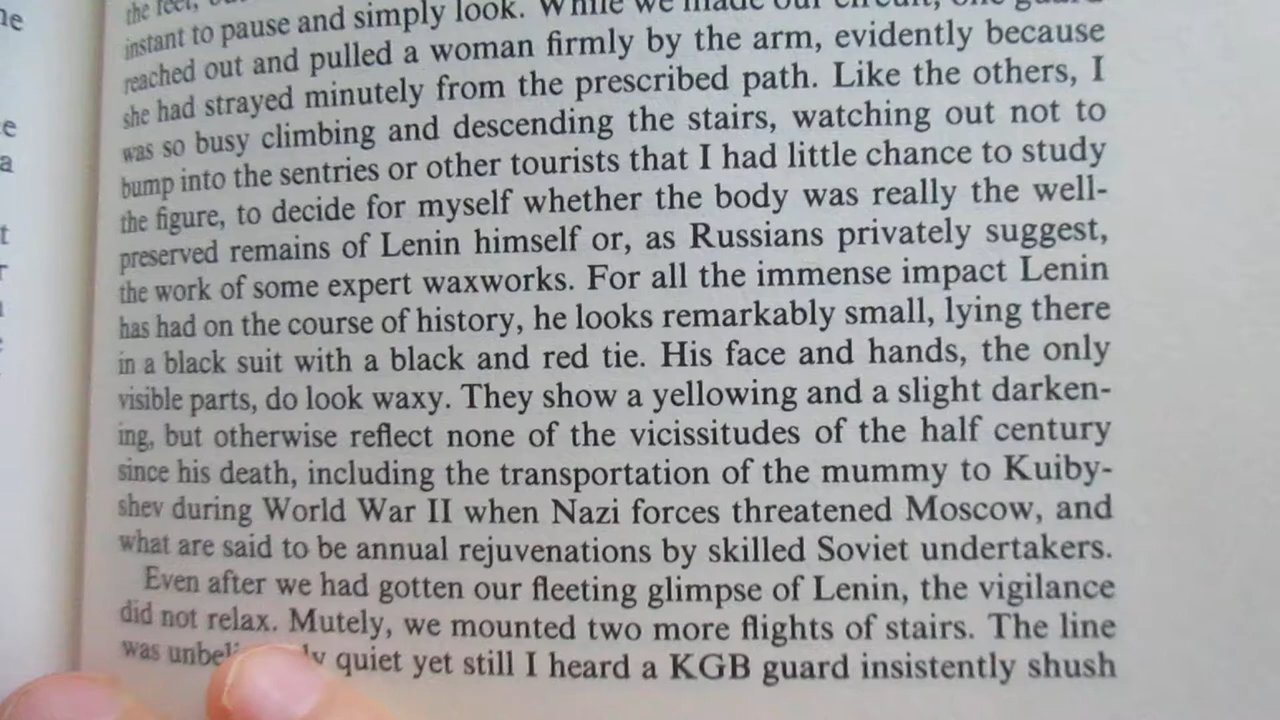 the feet,
instant to pause and simply look. While we made our circuit, one guard
reached out and pulled a woman firmly by the arm, evidently because
she had strayed minutely from the prescribed path. Like the others, I
was so busy climbing and descending the stairs, watching out not to
bump into the sentries or other tourists that I had little chance to study
the figure, to decide for myself whether the body was really the well-
preserved remains of Lenin himself or, as Russians privately suggest,
the work of some expert waxworks. For all the immense impact Lenin
has had on the course of history, he looks remarkably small, lying there
in a black suit with a black and red tie. His face and hands, the only
visible parts, do look waxy. They show a yellowing and a slight darken-
ing, but otherwise reflect none of the vicissitudes of the half century
since his death, including the transportation of the mummy to Kuiby-
shev during World War II when Nazi forces threatened Moscow, and
what are said to be annual rejuvenations by skilled Soviet undertakers.
Even after we had gotten our fleeting glimpse of Lenin, the vigilance
did not relax. Mutely, we mounted two more flights of stairs. The line
was quiet yet still I heard a KGB guard insistently shush